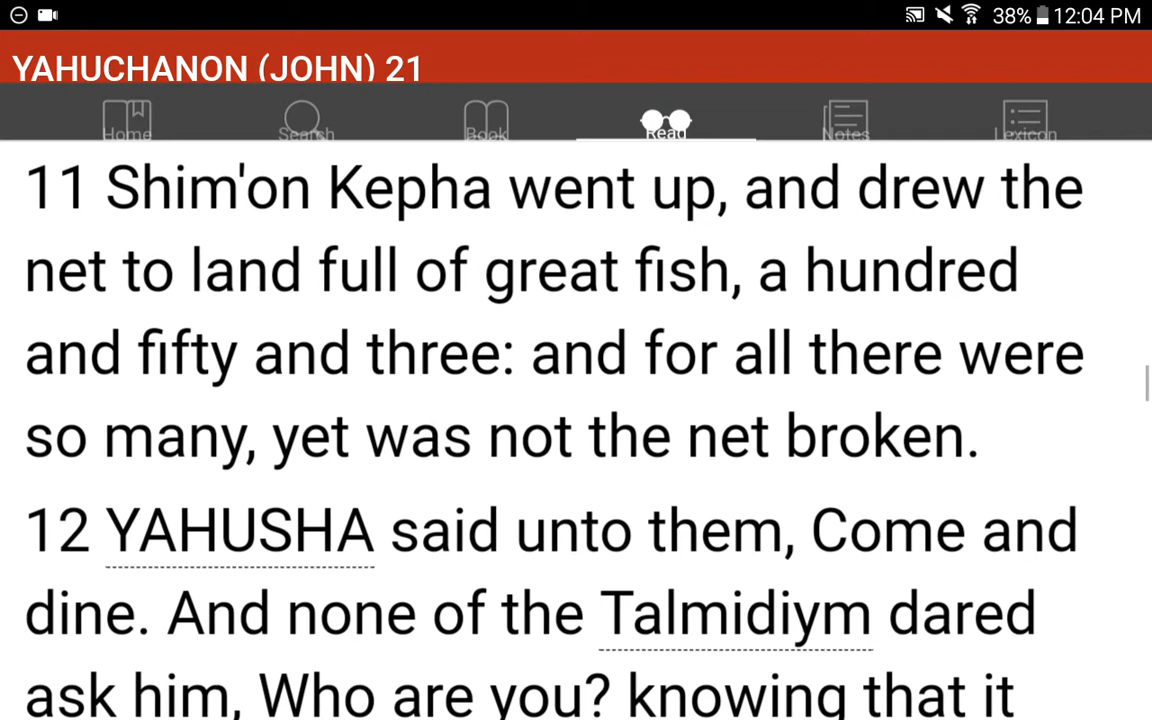 38% 12:04 PM
YAHUCHANON (JOHN) 21
Home Search Book Read Notes Lexicon
11 Shim'on Kepha went up, and drew the
net to land full of great fish, a hundred
and fifty and three: and for all there were
so many, yet was not the net broken.
12 YAHUSHA said unto them, Come and
dine. And none of the Talmidiym dared
ask him, Who are you? knowing that it